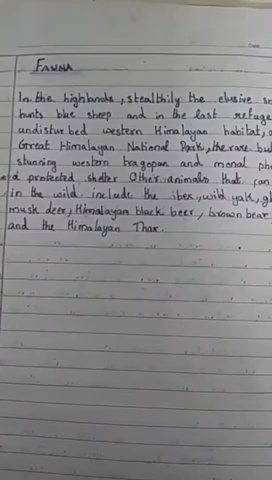 FAUNA
In the highlands, stealthily the elusive
hunts blue sheep and in the last refuge
undisturbed western Himalayan habitat,
Great Himalayan National Park, the rare
stunning western tragopan and monal
a protected shelter Other animals that can
in the wild include the ibex, wild yak,
musk deer, Himalayan black beer, brown bear
and the Himalayan Thar.